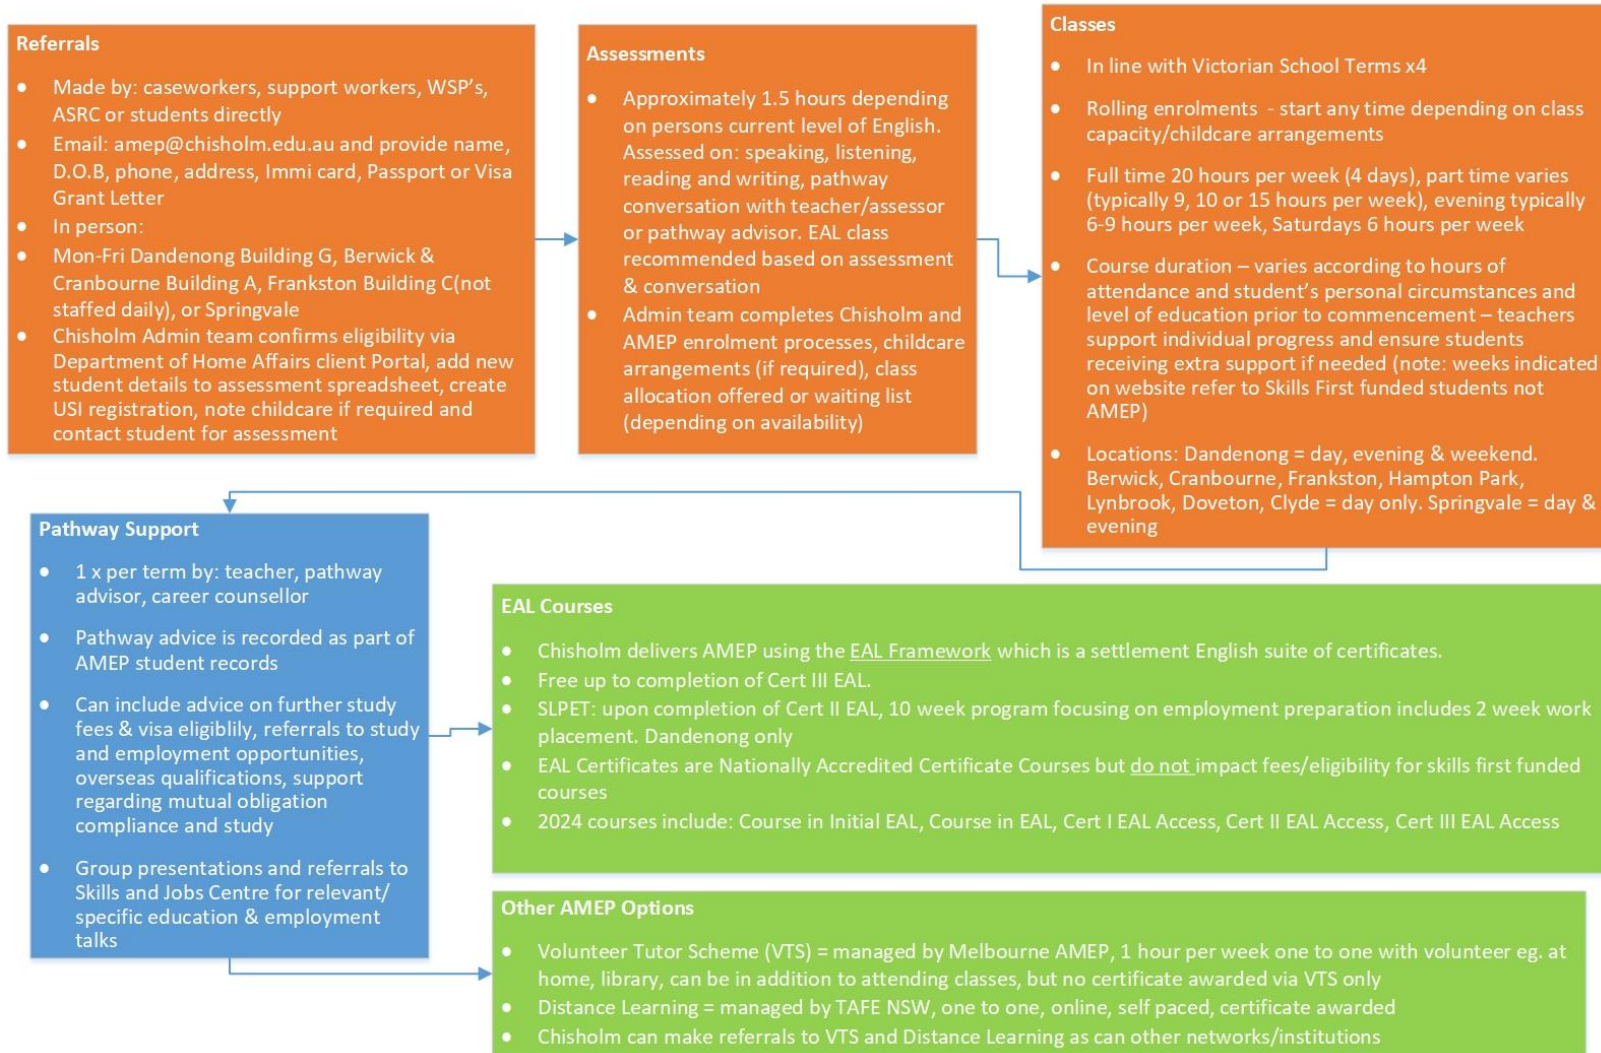 Referrals
● Made by: caseworkers, support workers, WSP's,
ASRC or students directly
● Email: amep@chisholm.edu.au and provide name,
D.O.B, phone, address, Immi card, Passport or Visa
Grant Letter
● In person:
● Mon-Fri Dandenong Building G, Berwick &
Cranbourne Building A, Frankston Building C(not
staffed daily), or Springvale
● Chisholm Admin team confirms eligibility via
Department of Home Affairs client Portal, add new
student details to assessment spreadsheet, create
USI registration, note childcare if required and
contact student for assessment
Assessments
● Approximately 1.5 hours depending
on persons current level of English.
Assessed on: speaking, listening,
reading and writing, pathway
conversation with teacher/assessor
or pathway advisor. EAL class
recommended based on assessment
& conversation
● Admin team completes Chisholm and
AMEP enrolment processes, childcare
arrangements (if required), class
allocation offered or waiting list
(depending on availability)
Classes
● In line with Victorian School Terms x4
● Rolling enrolments - start any time depending on class
capacity/childcare arrangements
● Full time 20 hours per week (4 days), part time varies
(typically 9, 10 or 15 hours per week), evening typically
6-9 hours per week, Saturdays 6 hours per week
● Course duration – varies according to hours of
attendance and student's personal circumstances and
level of education prior to commencement – teachers
support individual progress and ensure students
receiving extra support if needed (note: weeks indicated
on website refer to Skills First funded students not
AMEP)
● Locations: Dandenong = day, evening & weekend.
Berwick, Cranbourne, Frankston, Hampton Park,
Lynbrook, Doveton, Clyde = day only. Springvale = day &
evening
Pathway Support
● 1 x per term by: teacher, pathway
advisor, career counsellor
● Pathway advice is recorded as part of
AMEP student records
● Can include advice on further study
fees & visa eligiblily, referrals to study
and employment opportunities,
overseas qualifications, support
regarding mutual obligation
compliance and study
● Group presentations and referrals to
Skills and Jobs Centre for relevant/
specific education & employment
talks
EAL Courses
● Chisholm delivers AMEP using the EAL Framework which is a settlement English suite of certificates.
● Free up to completion of Cert III EAL.
● SLPET: upon completion of Cert II EAL, 10 week program focusing on employment preparation includes 2 week work
placement. Dandenong only
● EAL Certificates are Nationally Accredited Certificate Courses but do not impact fees/eligibility for skills first funded
courses
● 2024 courses include: Course in Initial EAL, Course in EAL, Cert I EAL Access, Cert II EAL Access, Cert III EAL Access
Other AMEP Options
● Volunteer Tutor Scheme (VTS) = managed by Melbourne AMEP, 1 hour per week one to one with volunteer eg. at
home, library, can be in addition to attending classes, but no certificate awarded via VTS only
● Distance Learning = managed by TAFE NSW, one to one, online, self paced, certificate awarded
● Chisholm can make referrals to VTS and Distance Learning as can other networks/institutions